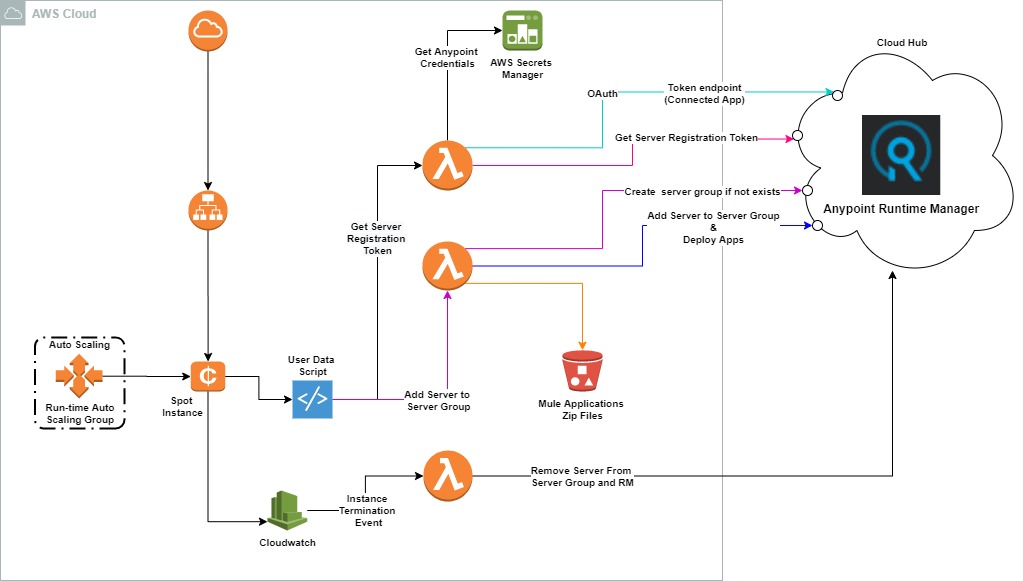 AWS Cloud
Get Anypoint
Credentials
AWS Secrets
Manager
Cloud Hub
OAuth
Token endpoint
(Connected App)
Get Server Registration Token
Create server group if not exists
Anypoint Runtime Manager
Add Server to Server Group
&
Deploy Apps
Get Server
Registration
Token
Auto Scaling
Run-time Auto
Scaling Group
Spot
Instance
User Data
Script
</>
Add Server to
Server Group
Mule Applications
Zip Files
Remove Server From
Server Group and RM
Instance
Termination
Event
Cloudwatch